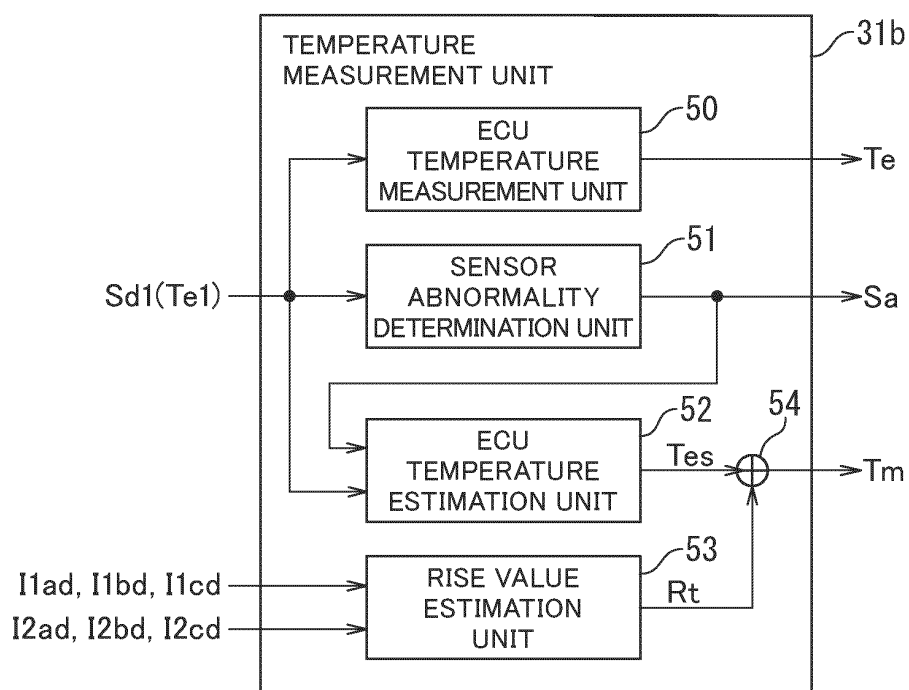 31b
TEMPERATURE
MEASUREMENT UNIT
50
ECU
TEMPERATURE
MEASUREMENT UNIT
Te
51
Sd1(Te1)
SENSOR
ABNORMALITY
DETERMINATION UNIT
Sa
52
54
ECU
TEMPERATURE
ESTIMATION UNIT
Tes
Tm
53
I1ad, I1bd, I1cd
I2ad, I2bd, I2cd
RISE VALUE
ESTIMATION
UNIT
Rt